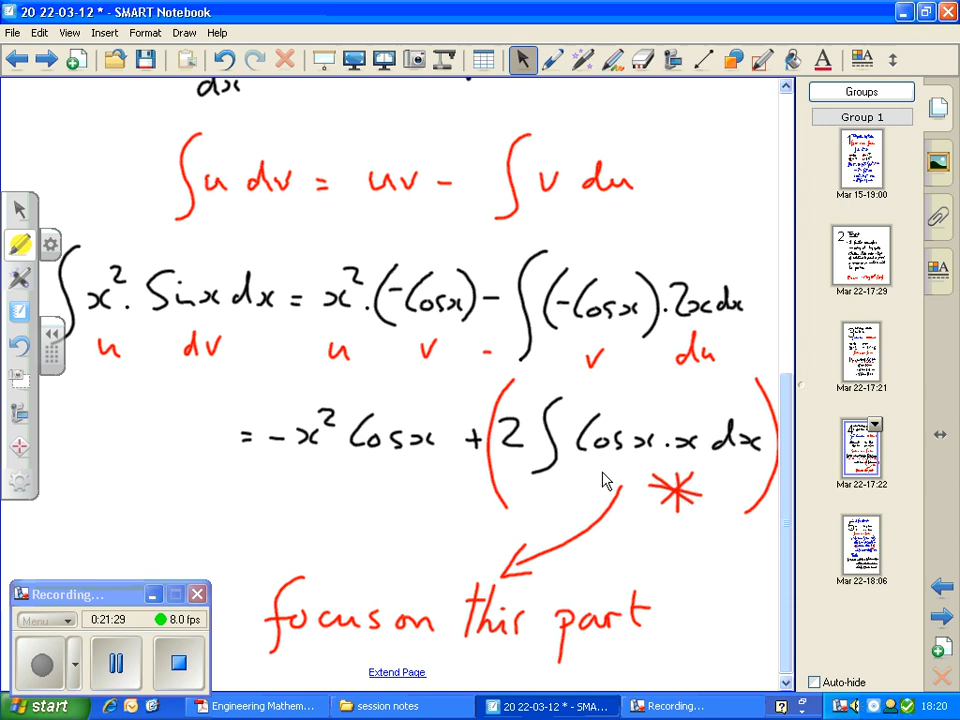 20 22-03-12 * - SMART Notebook
File Edit View Insert Format Draw Help
dx
∫u dv = uv - ∫v du
∫x². Sinx dx = x².(-Cosx) - ∫(-Cosx).2x dx
u dv u v - v du
= -x² Cosx + (2∫Cosx.x dx)
*
focus on this part
Extend Page
Groups
Group 1
Mar 15-19:00
Mar 22-17:29
Mar 22-17:21
Mar 22-17:22
Mar 22-18:06
Auto-hide
Recording...
Menu
0:21:29
8.0 fps
start
Engineering Mathem...
session notes
20 22-03-12 * - SMA...
Recording...
18:20